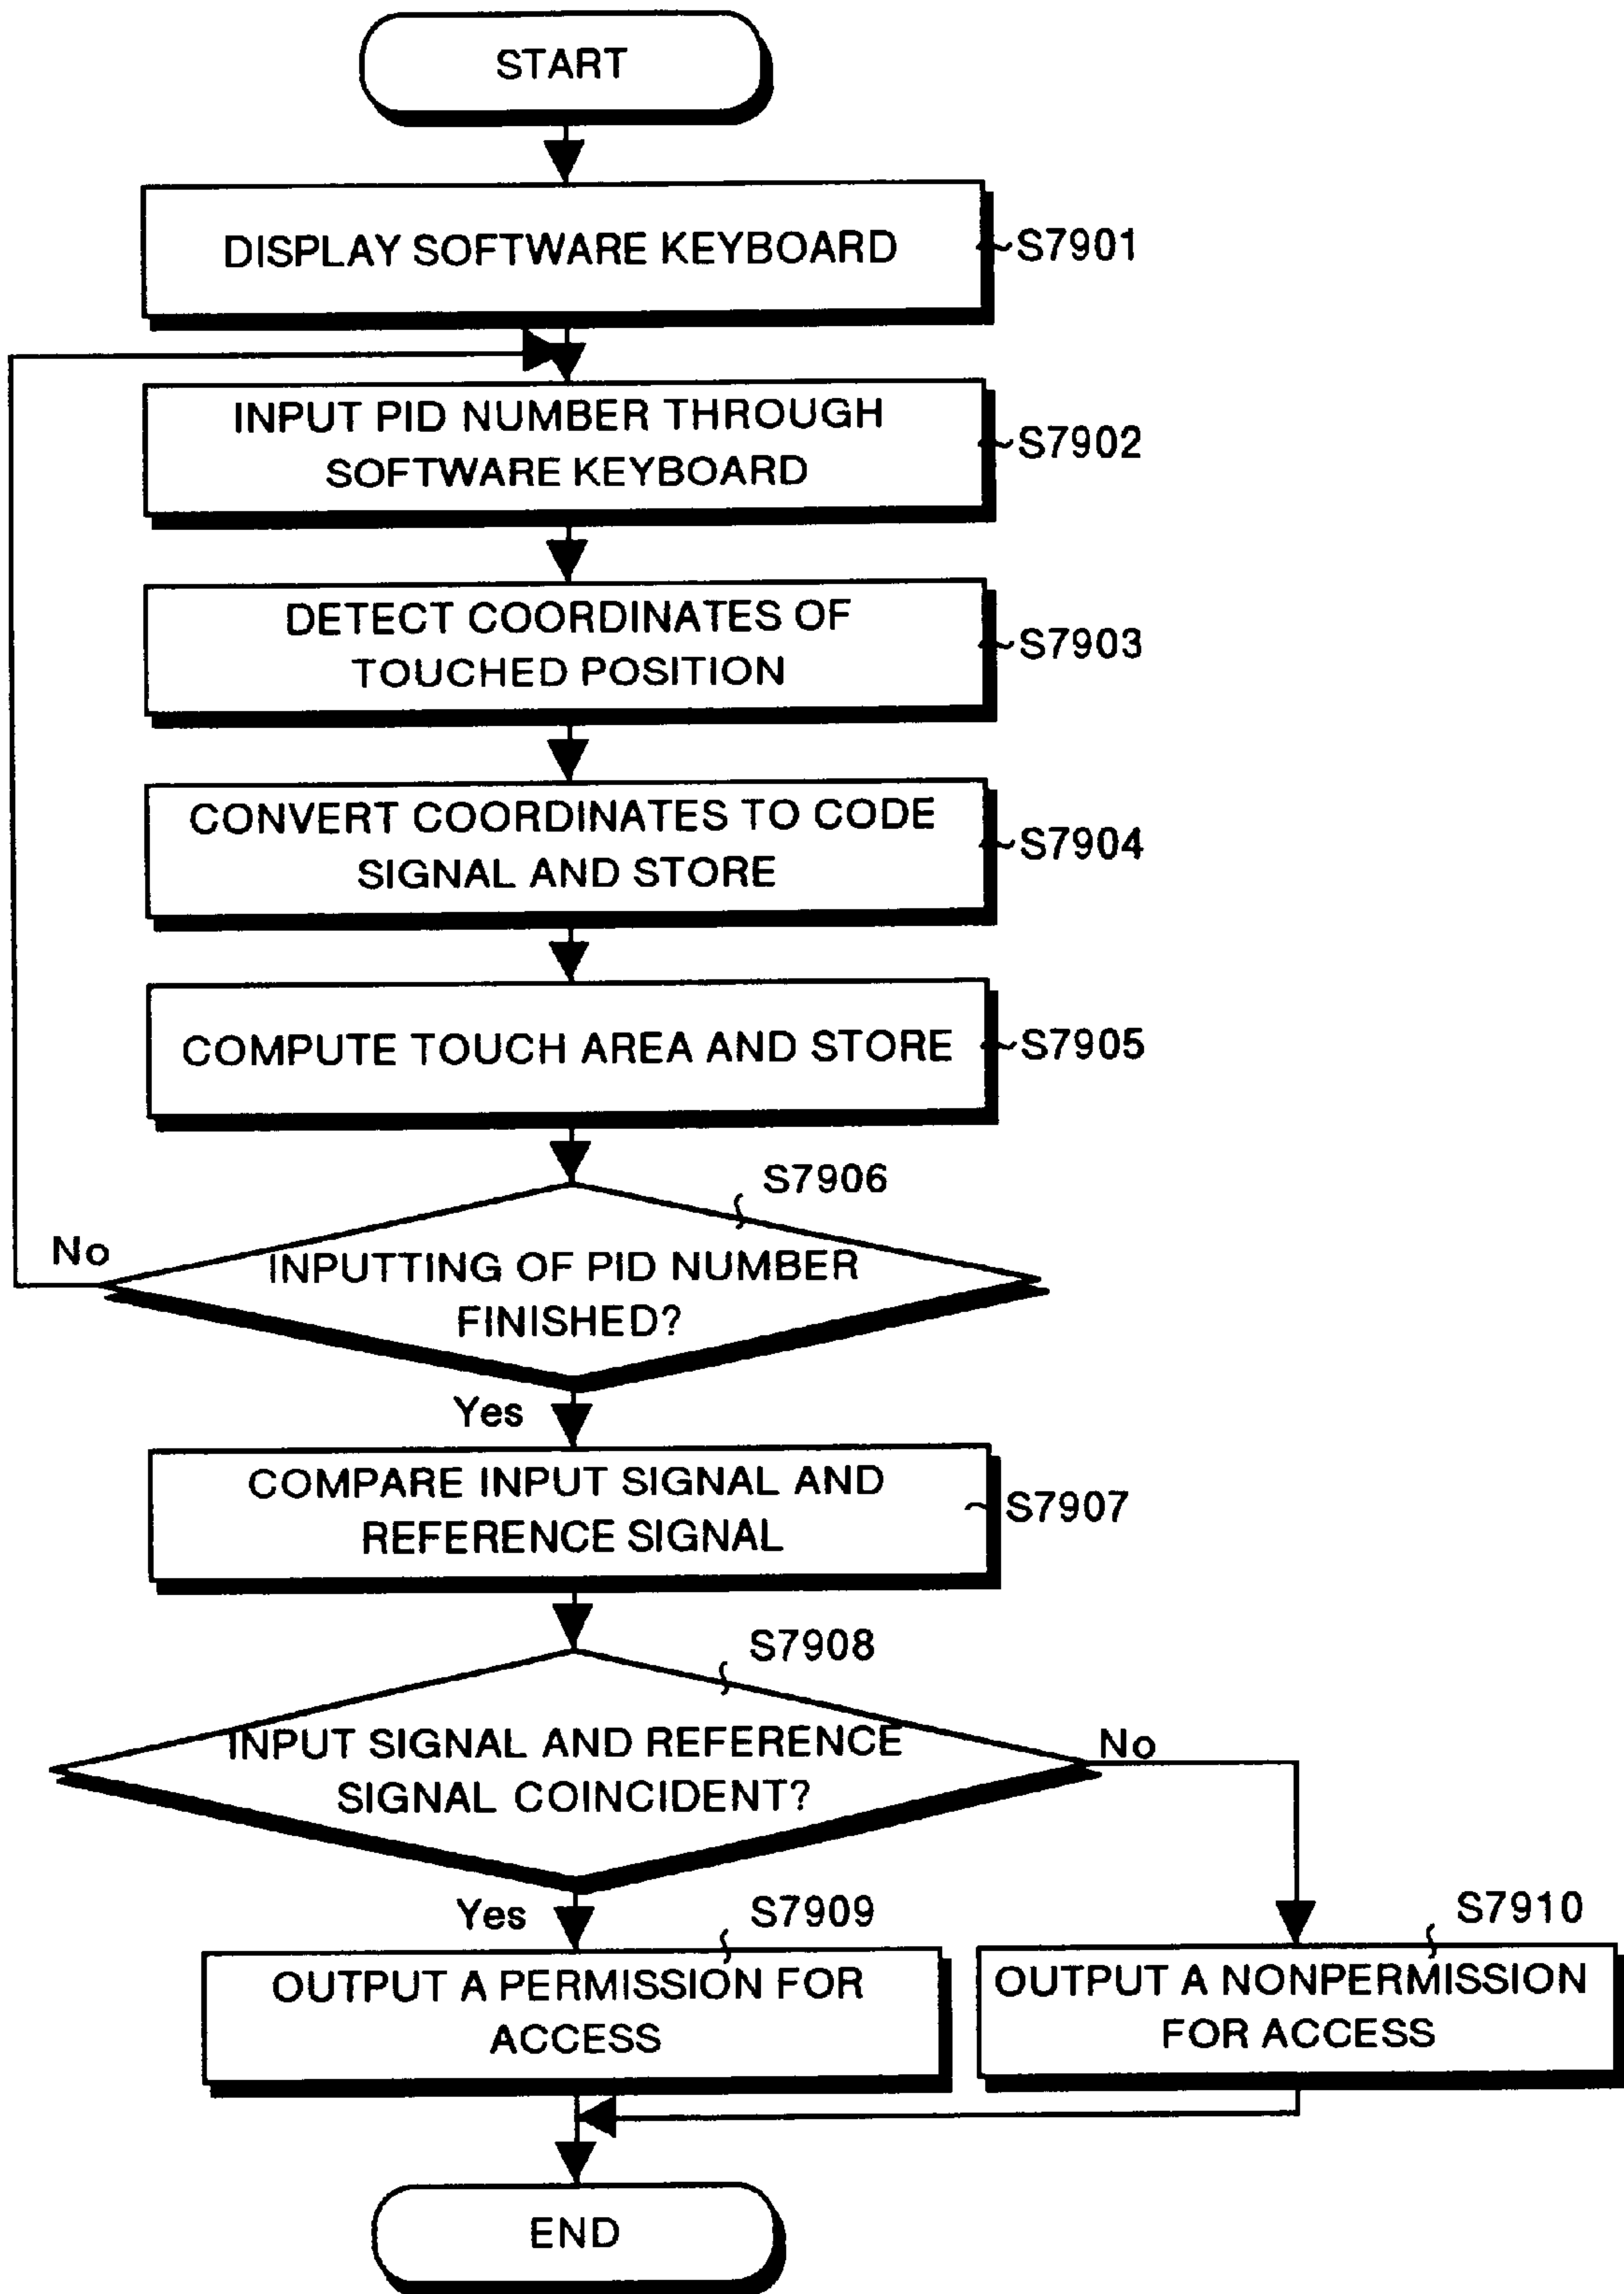 START
DISPLAY SOFTWARE KEYBOARD
S7901
INPUT PID NUMBER THROUGH
SOFTWARE KEYBOARD
S7902
DETECT COORDINATES OF
TOUCHED POSITION
S7903
CONVERT COORDINATES TO CODE
SIGNAL AND STORE
S7904
COMPUTE TOUCH AREA AND STORE
S7905
S7906
No
INPUTTING OF PID NUMBER
FINISHED?
Yes
COMPARE INPUT SIGNAL AND
REFERENCE SIGNAL
S7907
S7908
INPUT SIGNAL AND REFERENCE
SIGNAL COINCIDENT?
No
Yes
S7909
OUTPUT A PERMISSION FOR
ACCESS
S7910
OUTPUT A NONPERMISSION
FOR ACCESS
END